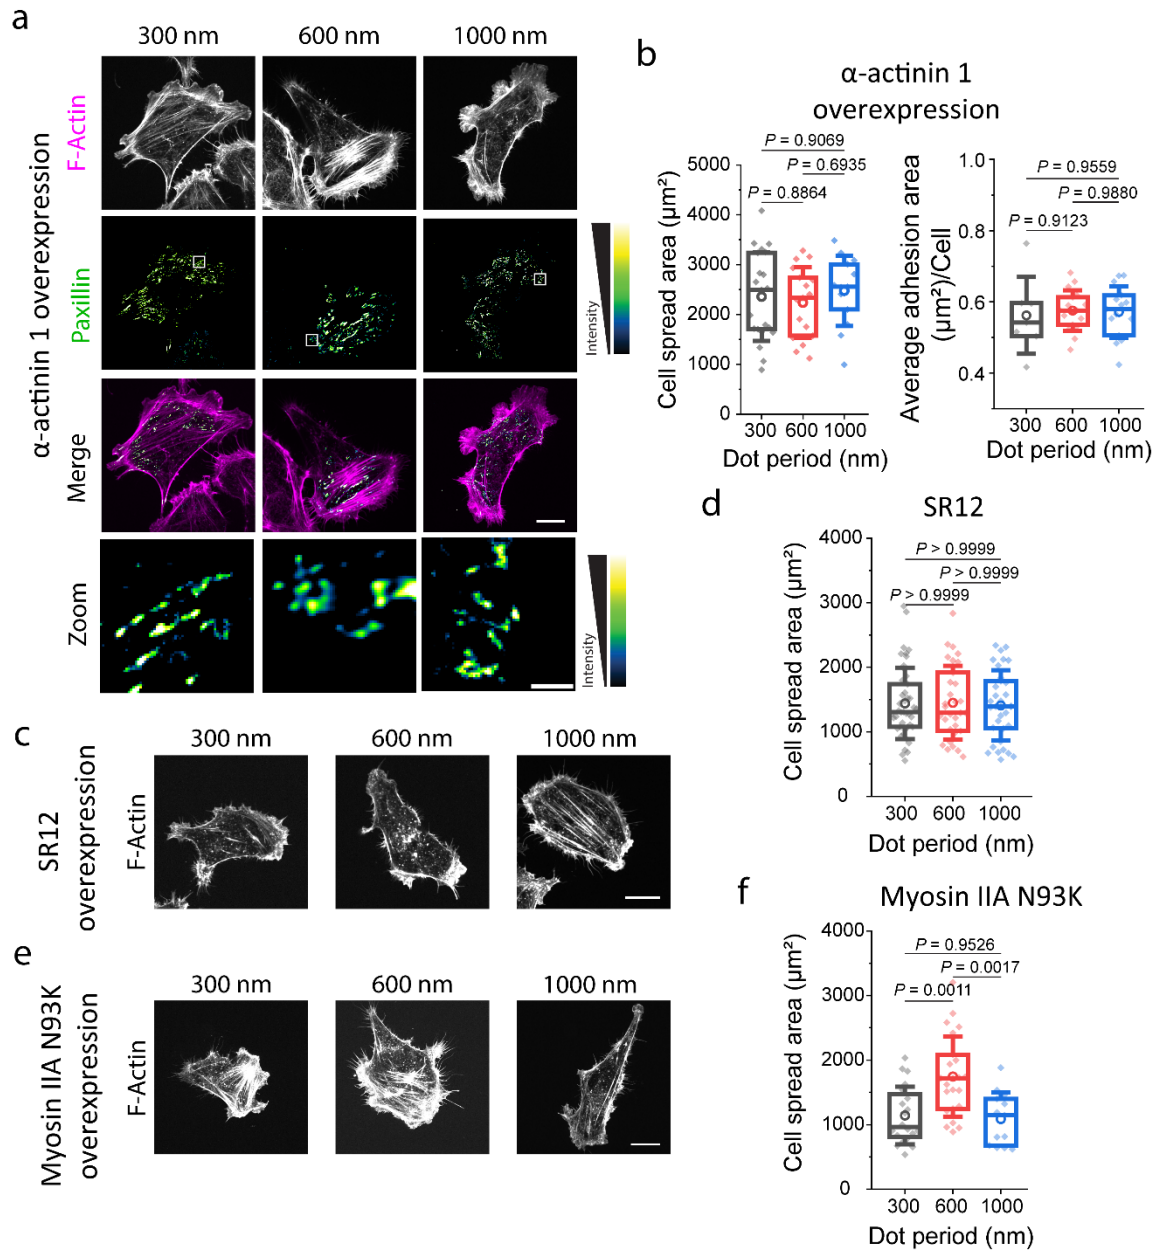 a
300 nm
600 nm
1000 nm
α-actinin 1 overexpression
F-Actin
Paxillin
Merge
Zoom
Intensity
Intensity
b
α-actinin 1
overexpression
P = 0.9069
P = 0.6935
P = 0.8864
Cell spread area (µm²)
5000
4000
3000
2000
1000
0
300
600
1000
Dot period (nm)
P = 0.9559
P = 0.9880
P = 0.9123
Average adhesion area
(µm²)/Cell
1.0
0.8
0.6
0.4
300
600
1000
Dot period (nm)
c
300 nm
600 nm
1000 nm
SR12
overexpression
F-Actin
d
SR12
P > 0.9999
P > 0.9999
P > 0.9999
Cell spread area (µm²)
4000
3000
2000
1000
0
300
600
1000
Dot period (nm)
e
300 nm
600 nm
1000 nm
Myosin IIA N93K
overexpression
F-Actin
f
Myosin IIA N93K
P = 0.9526
P = 0.0017
P = 0.0011
Cell spread area (µm²)
4000
3000
2000
1000
0
300
600
1000
Dot period (nm)